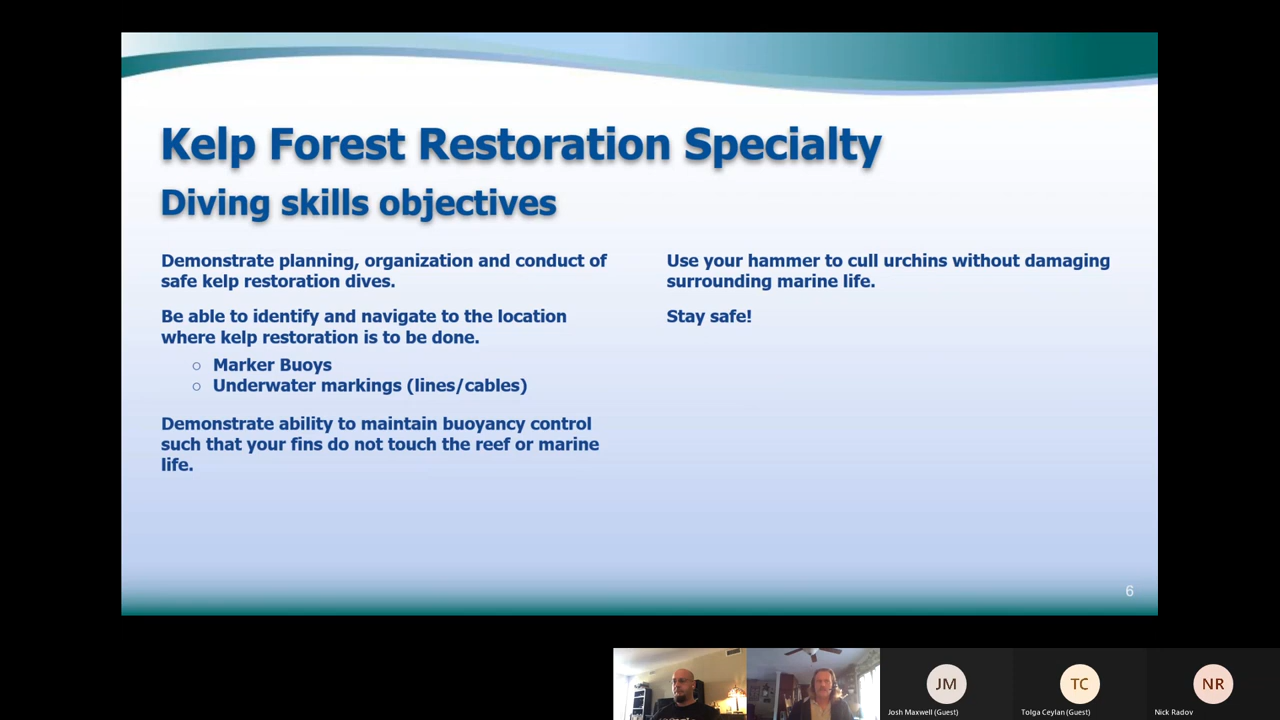 Kelp Forest Restoration Specialty
Diving skills objectives
Demonstrate planning, organization and conduct of
safe kelp restoration dives.
Be able to identify and navigate to the location
where kelp restoration is to be done.
○ Marker Buoys
○ Underwater markings (lines/cables)
Demonstrate ability to maintain buoyancy control
such that your fins do not touch the reef or marine
life.
Use your hammer to cull urchins without damaging
surrounding marine life.
Stay safe!
6
JM
TC
NR
Josh Maxwell (Guest)
Tolga Ceylan (Guest)
Nick Radov